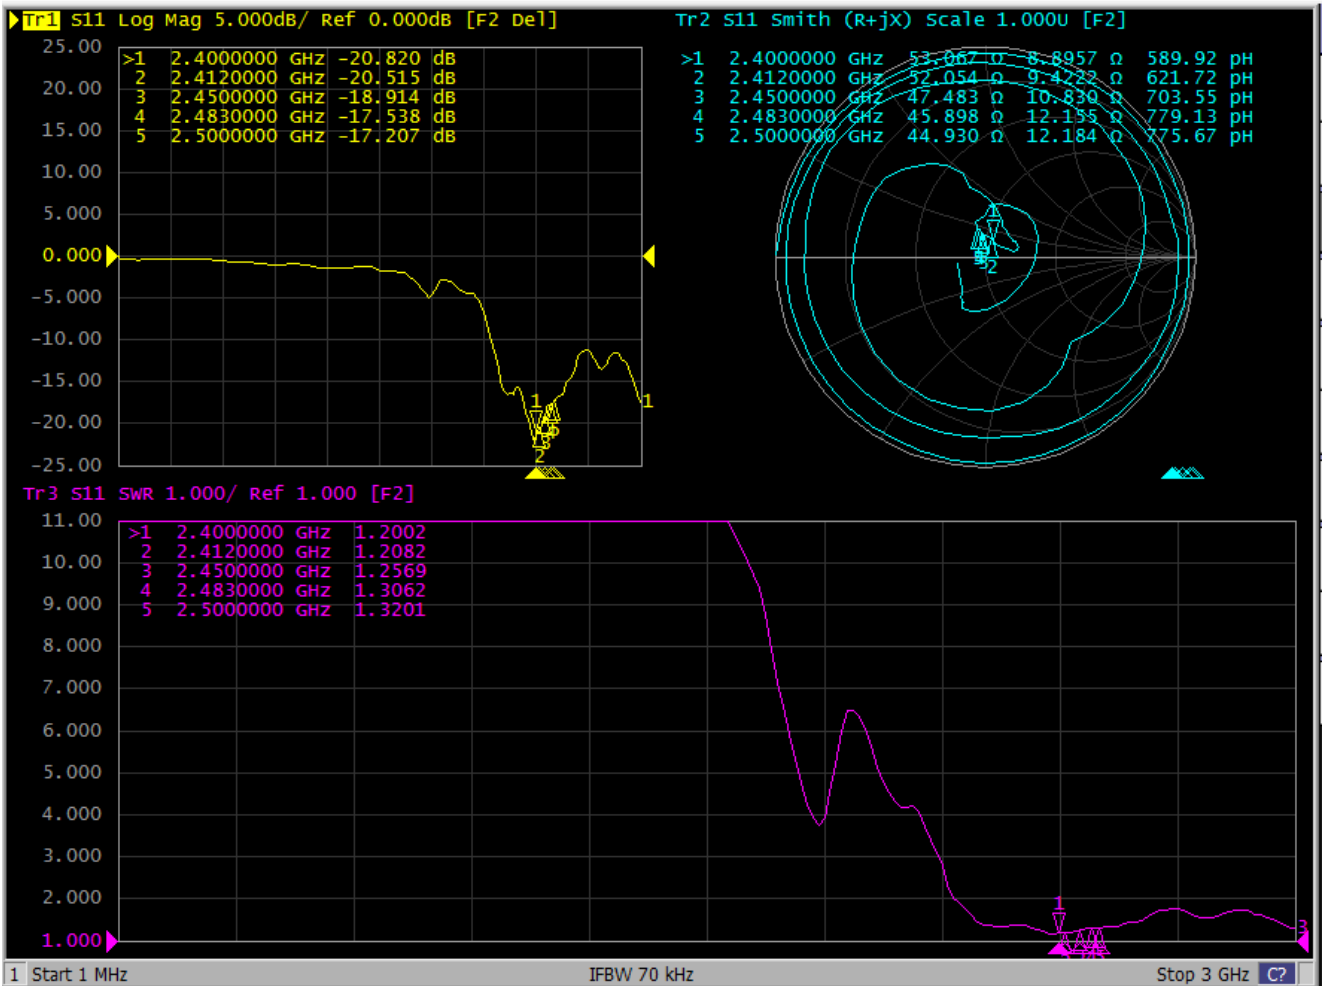 Tr1 S11 Log Mag 5.000dB/ Ref 0.000dB [F2 Del]
25.00
20.00
15.00
10.00
5.000
0.000
-5.000
-10.00
-15.00
-20.00
-25.00
>1 2.4000000 GHz -20.820 dB
2 2.4120000 GHz -20.515 dB
3 2.4500000 GHz -18.914 dB
4 2.4830000 GHz -17.538 dB
5 2.5000000 GHz -17.207 dB
1
2
3
5
1
Tr2 S11 Smith (R+jX) Scale 1.000U [F2]
>1 2.4000000 GHz 53.067 Ω 8.8957 Ω 589.92 pH
2 2.4120000 GHz 52.054 Ω 9.4222 Ω 621.72 pH
3 2.4500000 GHz 47.483 Ω 10.830 Ω 703.55 pH
4 2.4830000 GHz 45.898 Ω 12.155 Ω 779.13 pH
5 2.5000000 GHz 44.930 Ω 12.184 Ω 775.67 pH
1
2
Tr3 S11 SWR 1.000/ Ref 1.000 [F2]
11.00
10.00
9.000
8.000
7.000
6.000
5.000
4.000
3.000
2.000
1.000
>1 2.4000000 GHz 1.2002
2 2.4120000 GHz 1.2082
3 2.4500000 GHz 1.2569
4 2.4830000 GHz 1.3062
5 2.5000000 GHz 1.3201
1
3
1 Start 1 MHz IFBW 70 kHz Stop 3 GHz C?